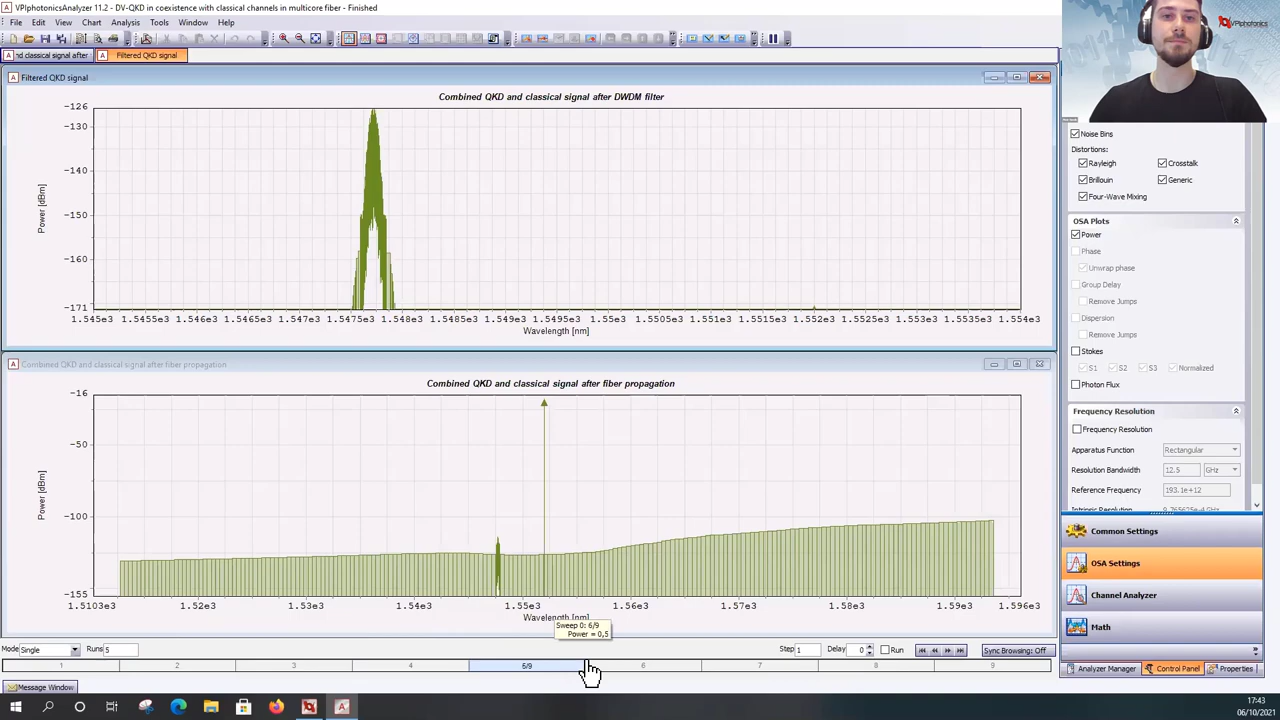 VPIphotonicsAnalyzer 11.2 - DV-QKD in coexistence with classical channels in multicore fiber - Finished
File Edit Chart Analysis Tools Window Help
VPIphotonics
nd classical signal after
Filtered QKD signal
Filtered QKD signal
Combined QKD and classical signal after DWDM filter
Power [dBm]
-126
-130
-140
-150
-160
-171
1.545e3 1.5455e3 1.546e3 1.5465e3 1.547e3 1.5475e3 1.548e3 1.5485e3 1.549e3 1.5495e3 1.55e3 1.5505e3 1.551e3 1.5515e3 1.552e3 1.5525e3 1.553e3 1.5535e3 1.554e3
Wavelength [nm]
Combined QKD and classical signal after fiber propagation
Combined QKD and classical signal after fiber propagation
Power [dBm]
-16
-50
-100
-155
1.5103e3 1.52e3 1.53e3 1.54e3 1.55e3 1.56e3 1.57e3 1.58e3 1.59e3 1.596e3
Wavelength [nm]
Sweep 0: 6/9
Power = 0,5
Mode Single Runs 5
Step 1 Delay 0 Run Sync Browsing: Off
1 2 3 4 5/9 6 7 8 9
Message Window
Noise Bins
Distortions:
Rayleigh Crosstalk
Brillouin Generic
Four-Wave Mixing
OSA Plots
Power
Phase
Unwrap phase
Group Delay
Remove Jumps
Dispersion
Remove Jumps
Stokes
S1 S2 S3 Normalized
Photon Flux
Frequency Resolution
Frequency Resolution
Apparatus Function Rectangular
Resolution Bandwidth 12.5 GHz
Reference Frequency 193.1e+12
Common Settings
OSA Settings
Channel Analyzer
Math
Analyzer Manager Control Panel Properties
17:43
06/10/2021